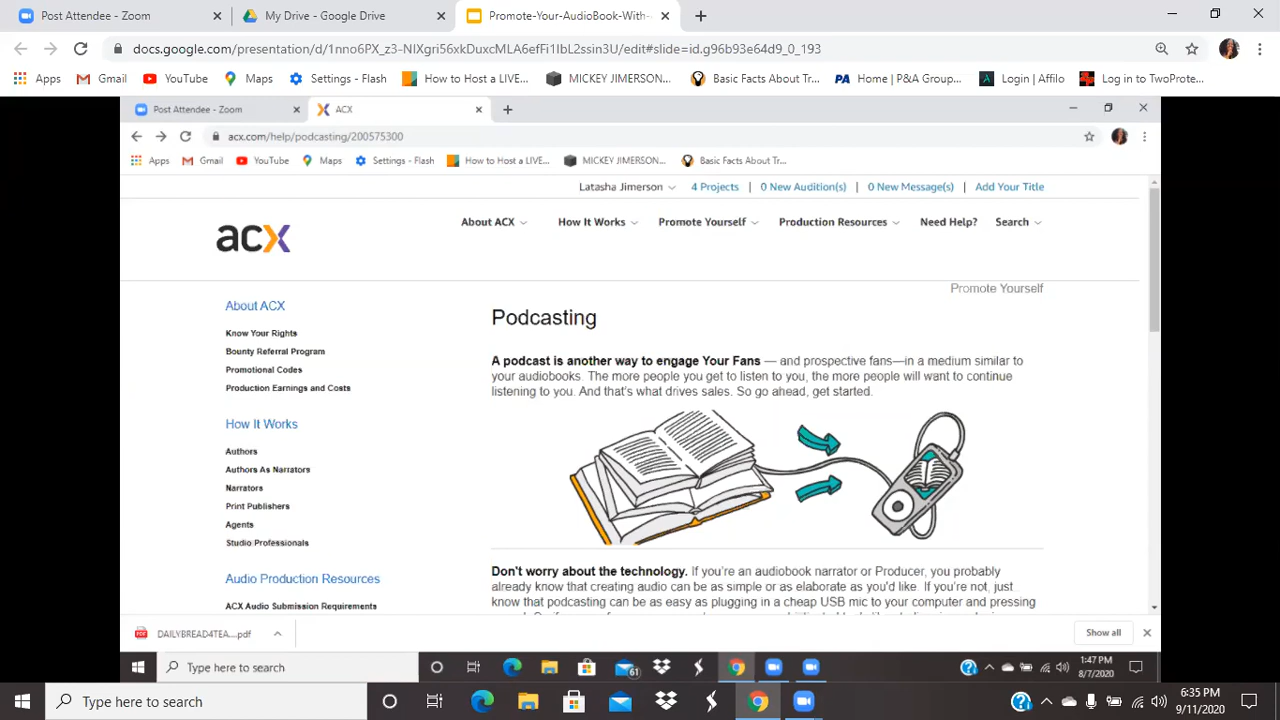 Post Attendee - Zoom
My Drive - Google Drive
Promote-Your-AudioBook-With-
docs.google.com/presentation/d/1nno6PX_z3-NIXgri56xkDuxcMLA6efFi1IbL2ssin3U/edit#slide=id.g96b93e64d9_0_193
Apps
Gmail
YouTube
Maps
Settings - Flash
How to Host a LIVE...
MICKEY JIMERSON...
Basic Facts About Tr...
PA Home | P&A Group...
Login | Affilo
Log in to TwoProte...
Post Attendee - Zoom
ACX
acx.com/help/podcasting/200575300
Apps
Gmail
YouTube
Maps
Settings - Flash
How to Host a LIVE...
MICKEY JIMERSON...
Basic Facts About Tr...
Latasha Jimerson
4 Projects | 0 New Audition(s) | 0 New Message(s) | Add Your Title
acx
About ACX
How It Works
Promote Yourself
Production Resources
Need Help?
Search
Promote Yourself
About ACX
Know Your Rights
Bounty Referral Program
Promotional Codes
Production Earnings and Costs
How It Works
Authors
Authors As Narrators
Narrators
Print Publishers
Agents
Studio Professionals
Audio Production Resources
ACX Audio Submission Requirements
Podcasting
A podcast is another way to engage Your Fans — and prospective fans—in a medium similar to
your audiobooks. The more people you get to listen to you, the more people will want to continue
listening to you. And that's what drives sales. So go ahead, get started.
Don't worry about the technology. If you're an audiobook narrator or Producer, you probably
already know that creating audio can be as simple or as elaborate as you'd like. If you're not, just
know that podcasting can be as easy as plugging in a cheap USB mic to your computer and pressing
DAILYBREAD4TEA....pdf
Show all
Type here to search
61
1:47 PM
8/7/2020
Type here to search
6:35 PM
9/11/2020